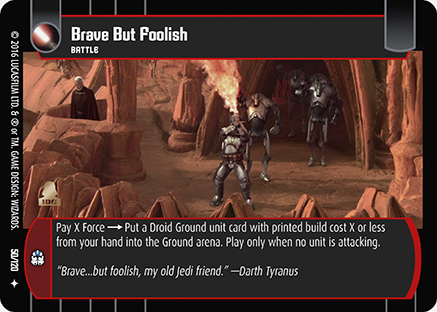 Brave But Foolish
BATTLE
Pay X Force → Put a Droid Ground unit card with printed build cost X or less
from your hand into the Ground arena. Play only when no unit is attacking.
"Brave...but foolish, my old Jedi friend." —Darth Tyranus
© 2016 LUCASFILM LTD. & ® or TM. GAME DESIGN: WIZARDS.
50/120